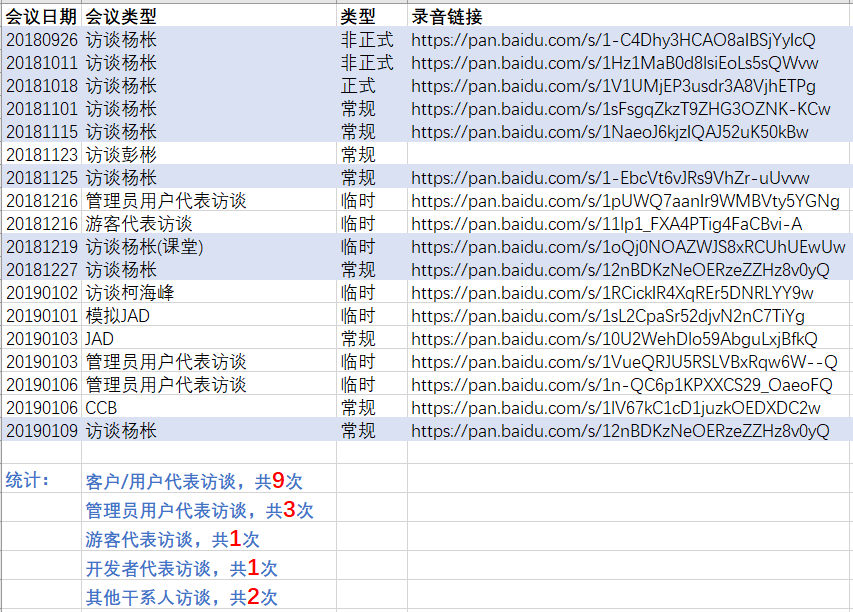 会议日期 会议类型 类型 录音链接
20180926 访谈杨枨 非正式 https://pan.baidu.com/s/1-C4Dhy3HCAO8aIBSjYyIcQ
20181011 访谈杨枨 非正式 https://pan.baidu.com/s/1Hz1MaB0d8IsiEoLs5sQWvw
20181018 访谈杨枨 正式 https://pan.baidu.com/s/1V1UMjEP3usdr3A8VjhETPg
20181101 访谈杨枨 常规 https://pan.baidu.com/s/1sFsgqZkzT9ZHG3OZNK-KCw
20181115 访谈杨枨 常规 https://pan.baidu.com/s/1NaeoJ6kjzIQAJ52uK50kBw
20181123 访谈彭彬 常规
20181125 访谈杨枨 常规 https://pan.baidu.com/s/1-EbcVt6vJRs9VhZr-uUvvw
20181216 管理员用户代表访谈 临时 https://pan.baidu.com/s/1pUWQ7aanIr9WMBVty5YGNg
20181216 游客代表访谈 临时 https://pan.baidu.com/s/11Ip1_FXA4PTig4FaCBvi-A
20181219 访谈杨枨(课堂) 临时 https://pan.baidu.com/s/1oQj0NOAZWJS8xRCUhUEwUw
20181227 访谈杨枨 常规 https://pan.baidu.com/s/12nBDKzNeOERzeZZHz8v0yQ
20190102 访谈柯海峰 临时 https://pan.baidu.com/s/1RCickIR4XqREr5DNRLYY9w
20190101 模拟JAD 临时 https://pan.baidu.com/s/1sL2CpaSr52djvN2nC7TiYg
20190103 JAD 常规 https://pan.baidu.com/s/10U2WehDIo59AbguLxjBfkQ
20190103 管理员用户代表访谈 临时 https://pan.baidu.com/s/1VueQRJU5RSLVBxRqw6W--Q
20190106 管理员用户代表访谈 临时 https://pan.baidu.com/s/1n-QC6p1KPXXCS29_OaeoFQ
20190106 CCB 常规 https://pan.baidu.com/s/1IV67kC1cD1juzkOEDXDC2w
20190109 访谈杨枨 常规 https://pan.baidu.com/s/12nBDKzNeOERzeZZHz8v0yQ
统计： 客户/用户代表访谈，共9次
管理员用户代表访谈，共3次
游客代表访谈，共1次
开发者代表访谈，共1次
其他干系人访谈，共2次